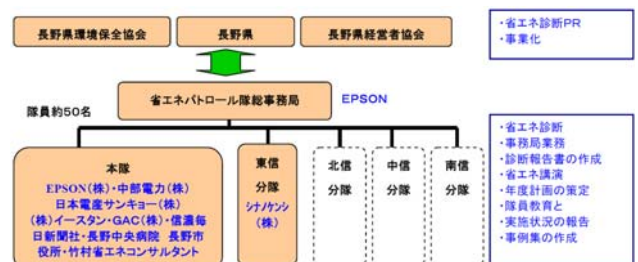 長野県環境保全協会
長野県
長野県経営者協会
・省エネ診断PR
・事業化
省エネパトロール隊総事務局
EPSON
隊員約50名
本隊
EPSON(株)・中部電力(株)
日本電産サンキョー(株)
(株)イースタン・GAC(株)・信濃毎
日新聞社・長野中央病院 長野市
役所・竹村省エネコンサルタント
東信
分隊
シナノケンシ
(株)
北信
分隊
中信
分隊
南信
分隊
・省エネ診断
・事務局業務
・診断報告書の作成
・省エネ講演
・年度計画の策定
・隊員教育と
・実施状況の報告
・事例集の作成